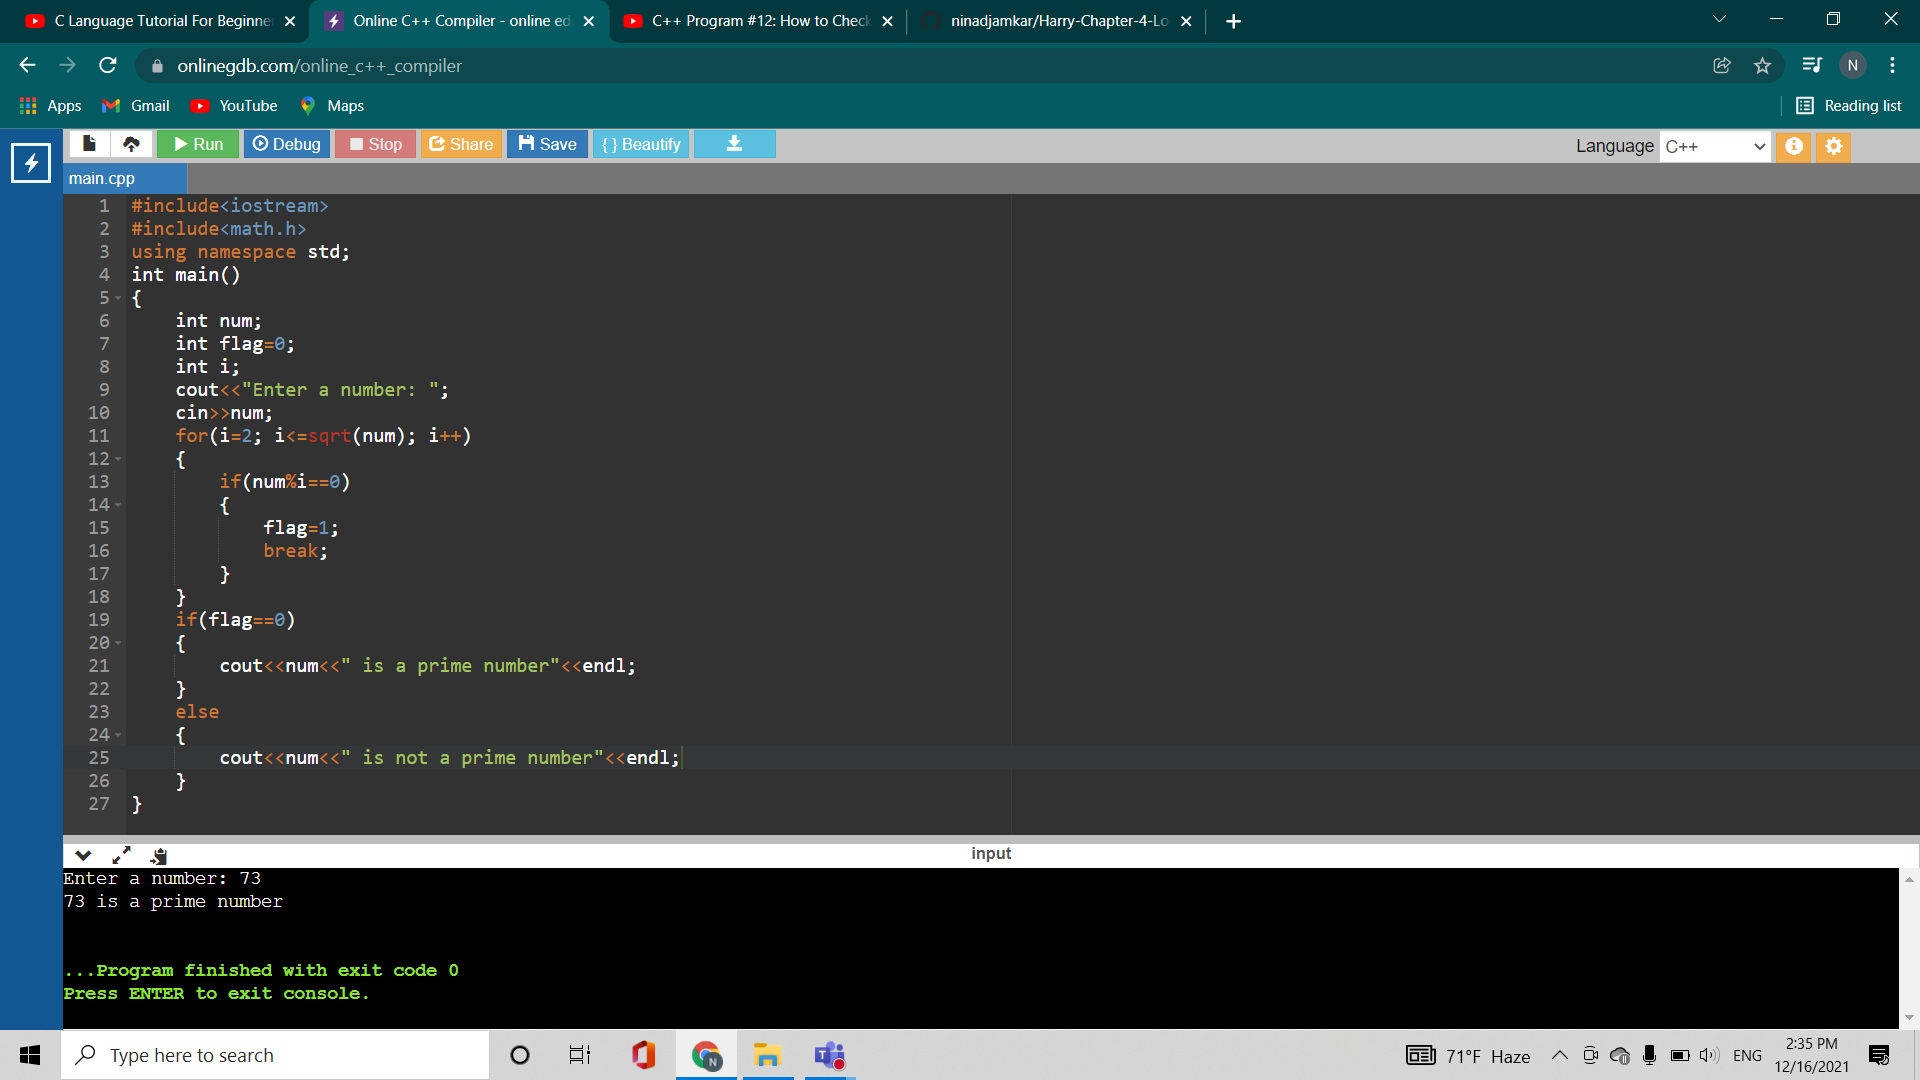 C Language Tutorial For Beginne
Online C++ Compiler - online ed
C++ Program #12: How to Check
ninadjamkar/Harry-Chapter-4-Lo
onlinegdb.com/online_c++_compiler
N
Apps
Gmail
YouTube
Maps
Reading list
Run
Debug
Stop
Share
Save
{ } Beautify
Language
C++
main.cpp
1 #include<iostream>
2 #include<math.h>
3 using namespace std;
4 int main()
5 {
6 int num;
7 int flag=0;
8 int i;
9 cout<<"Enter a number: ";
10 cin>>num;
11 for(i=2; i<=sqrt(num); i++)
12 {
13 if(num%i==0)
14 {
15 flag=1;
16 break;
17 }
18 }
19 if(flag==0)
20 {
21 cout<<num<<" is a prime number"<<endl;
22 }
23 else
24 {
25 cout<<num<<" is not a prime number"<<endl;
26 }
27 }
input
Enter a number: 73
73 is a prime number
...Program finished with exit code 0
Press ENTER to exit console.
Type here to search
N
T
71°F Haze
ENG
2:35 PM
12/16/2021